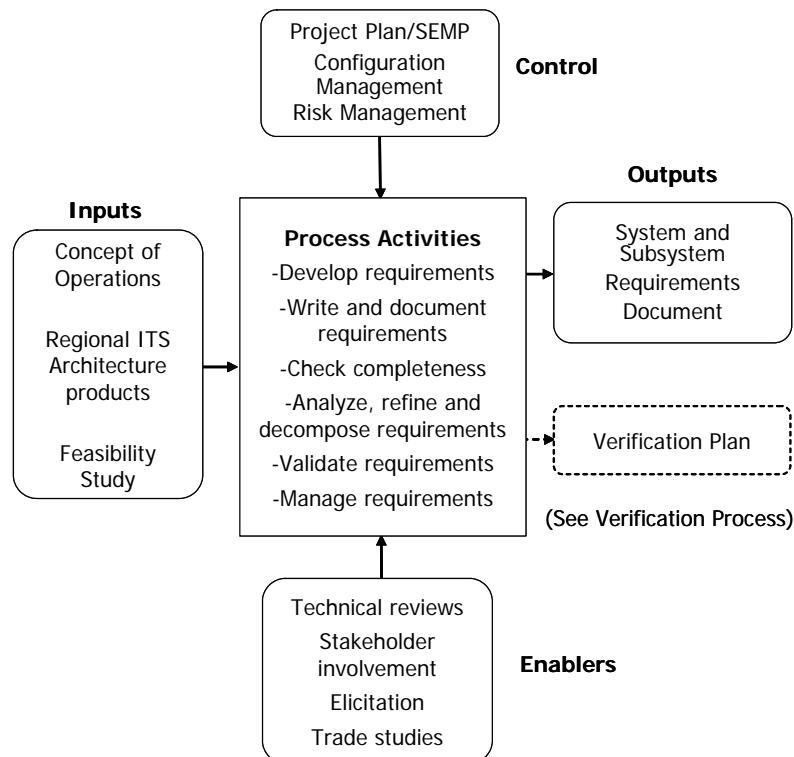 Project Plan/SEMP
Configuration
Management
Risk Management
Control
Inputs
Concept of
Operations
Regional ITS
Architecture
products
Feasibility
Study
Process Activities
-Develop requirements
-Write and document
requirements
-Check completeness
-Analyze, refine and
decompose requirements
-Validate requirements
-Manage requirements
Outputs
System and
Subsystem
Requirements
Document
Verification Plan
(See Verification Process)
Technical reviews
Stakeholder
involvement
Elicitation
Trade studies
Enablers